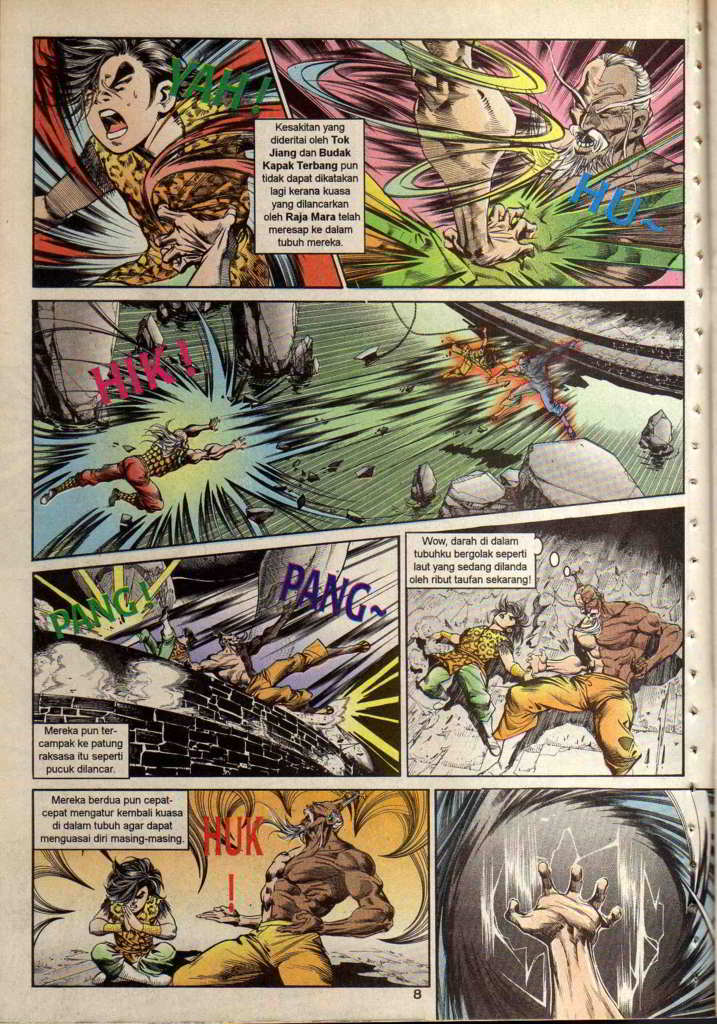 YAH!
Kesakitan yang
dideritai oleh Tok
Jiang dan Budak
Kapak Terbang pun
tidak dapat dikatakan
lagi kerana kuasa
yang dilancarkan
oleh Raja Mara telah
meresap ke dalam
tubuh mereka.
HU~
HIK!
PANG!
PANG~
Mereka pun ter-
campak ke patung
raksasa itu seperti
pucuk dilancar.
Wow, darah di dalam
tubuhku bergolak seperti
laut yang sedang dilanda
oleh ribut taufan sekarang!
Mereka berdua pun cepat-
cepat mengatur kembali kuasa
di dalam tubuh agar dapat
menguasai diri masing-masing.
HUK
!
8